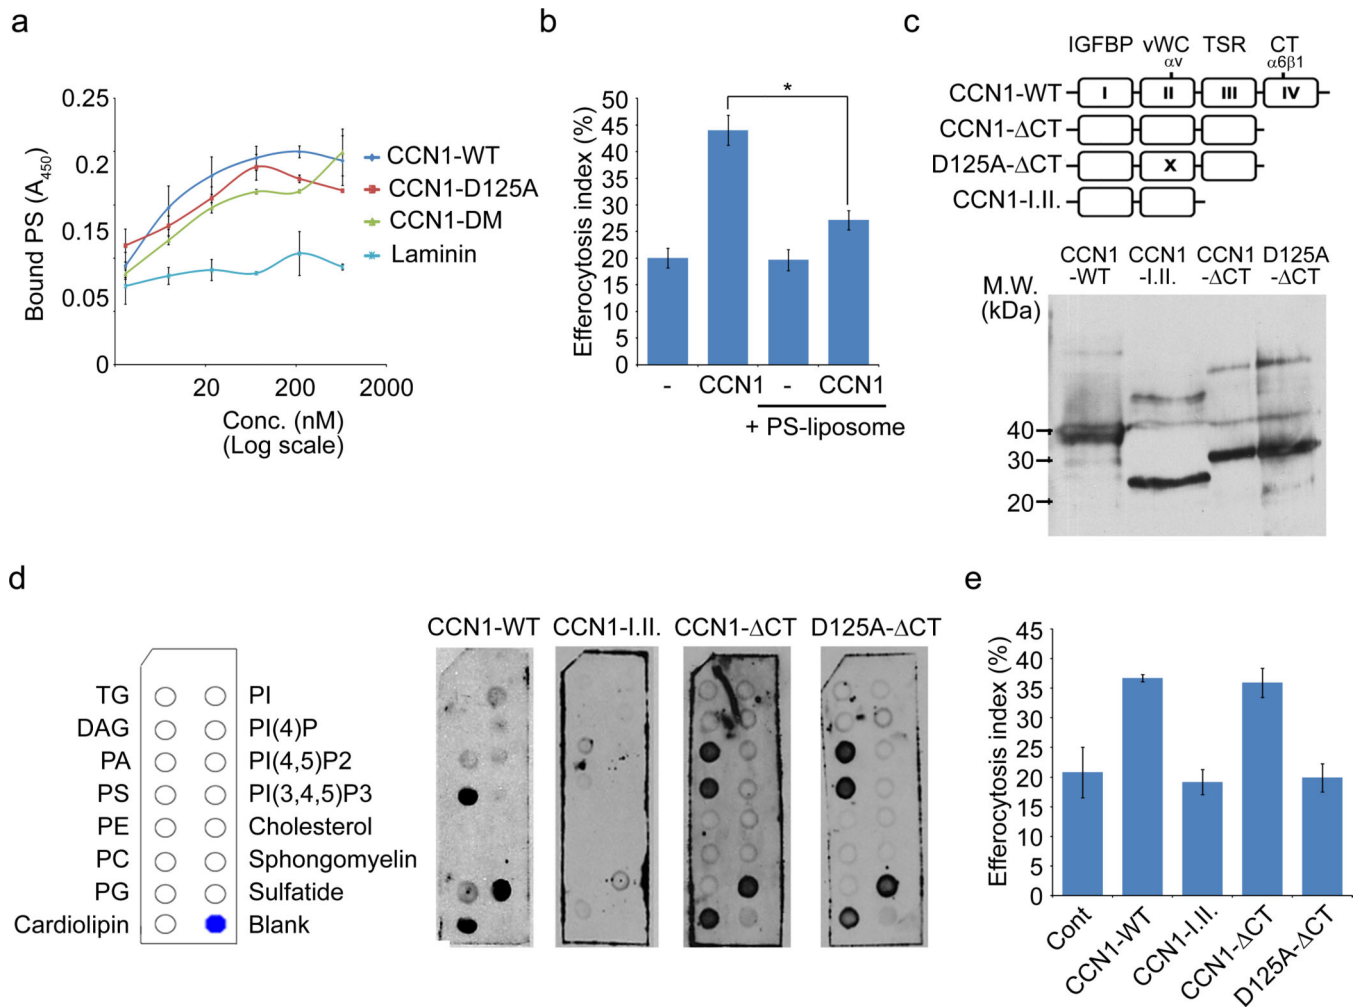 a
0.25
0.2
0.15
0.05
0
Bound PS (A450)
20
200
2000
Conc. (nM)
(Log scale)
CCN1-WT
CCN1-D125A
CCN1-DM
Laminin
b
50
45
40
35
30
25
20
15
10
5
0
Efferocytosis index (%)
*
- CCN1 - CCN1
+ PS-liposome
c
IGFBP vWC TSR CT
αv α6β1
CCN1-WT I II III IV
CCN1-ΔCT
D125A-ΔCT X
CCN1-I.II.
M.W.
(kDa)
CCN1
-WT
CCN1
-I.II.
CCN1
-ΔCT
D125A
-ΔCT
40
30
20
d
TG PI
DAG PI(4)P
PA PI(4,5)P2
PS PI(3,4,5)P3
PE Cholesterol
PC Sphongomyelin
PG Sulfatide
Cardiolipin Blank
CCN1-WT CCN1-I.II. CCN1-ΔCT D125A-ΔCT
e
45
40
35
30
25
20
15
10
5
0
Efferocytosis index (%)
Cont
CCN1-WT
CCN1-I.II.
CCN1-ΔCT
D125A-ΔCT